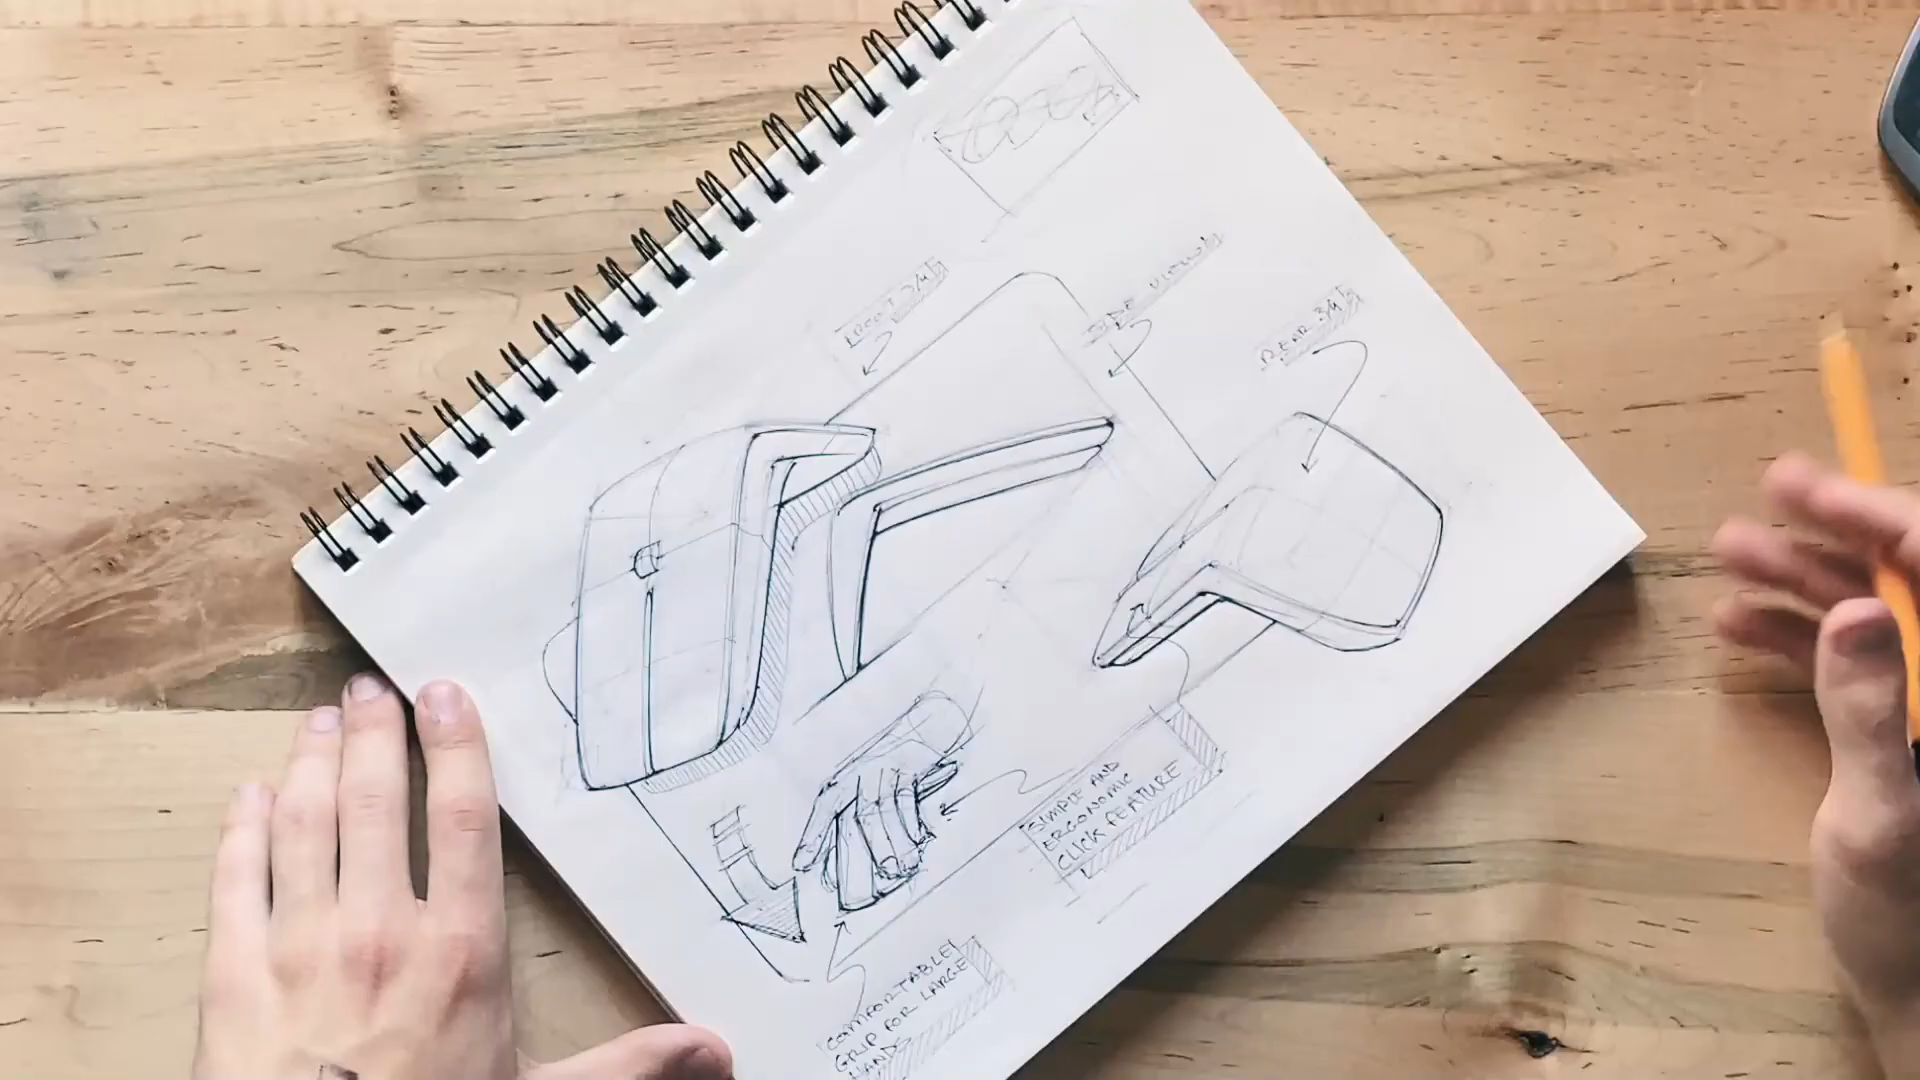 FRONT 3/4
SIDE VIEW
REAR 3/4
SIMPLE AND
ERGONOMIC
CLICK FEATURE
COMFORTABLE
GRIP FOR LARGE
HANDS